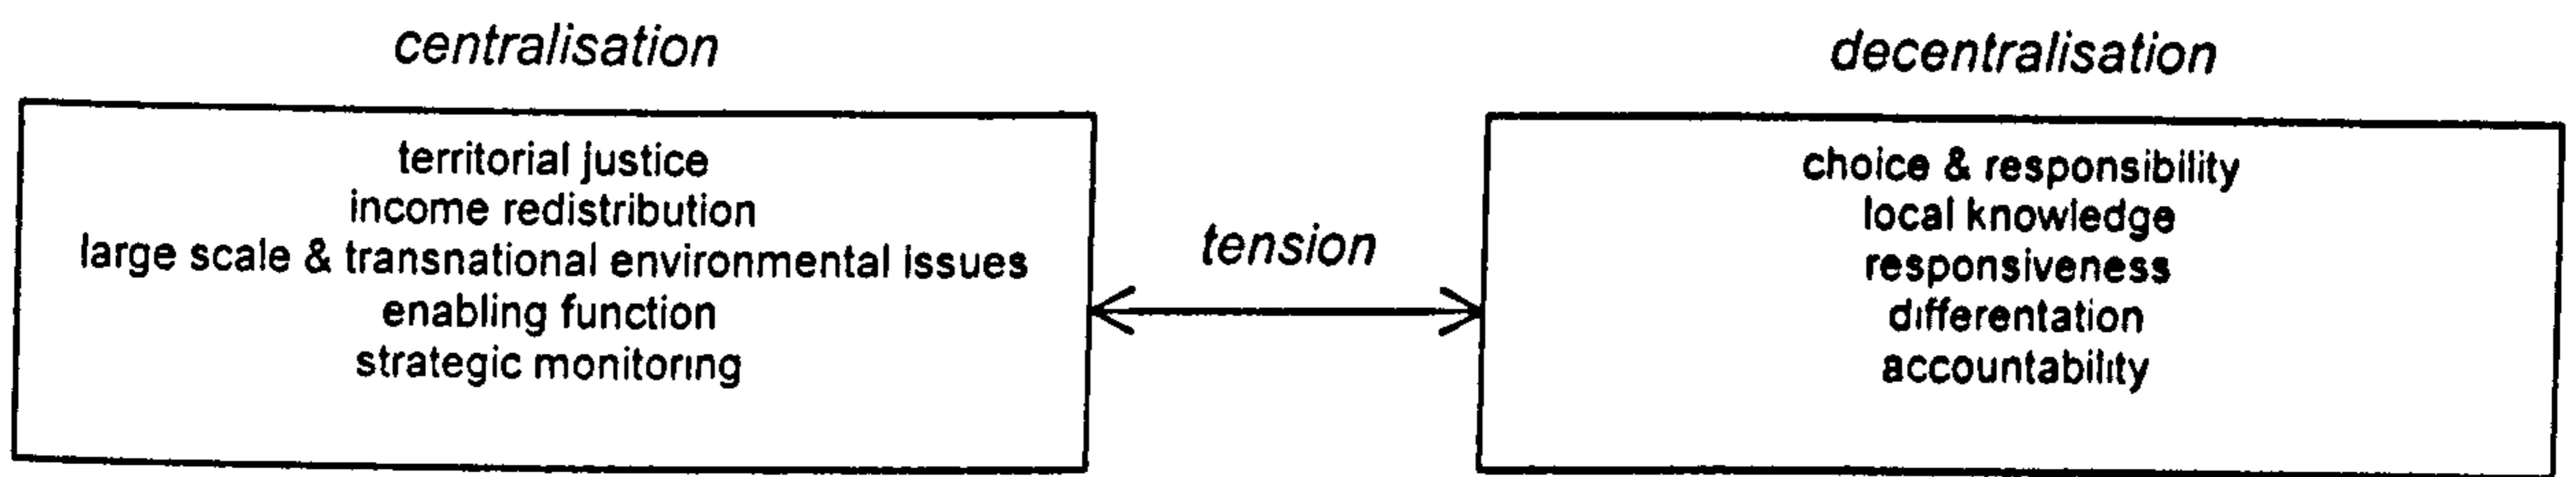 centralisation
territorial justice
income redistribution
large scale & transnational environmental issues
enabling function
strategic monitoring
tension
decentralisation
choice & responsibility
local knowledge
responsiveness
differentation
accountability